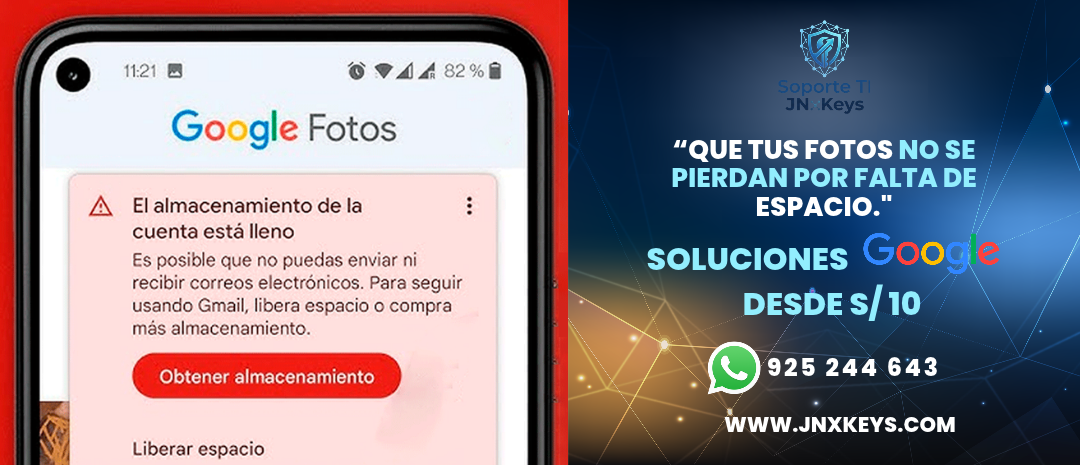 11:21
82 %
Google Fotos
El almacenamiento de la
cuenta está lleno
Es posible que no puedas enviar ni
recibir correos electrónicos. Para seguir
usando Gmail, libera espacio o compra
más almacenamiento.
Obtener almacenamiento
Liberar espacio
Soporte TI
JNxKeys
“QUE TUS FOTOS NO SE
PIERDAN POR FALTA DE
ESPACIO."
SOLUCIONES Google
DESDE S/ 10
925 244 643
WWW.JNXKEYS.COM